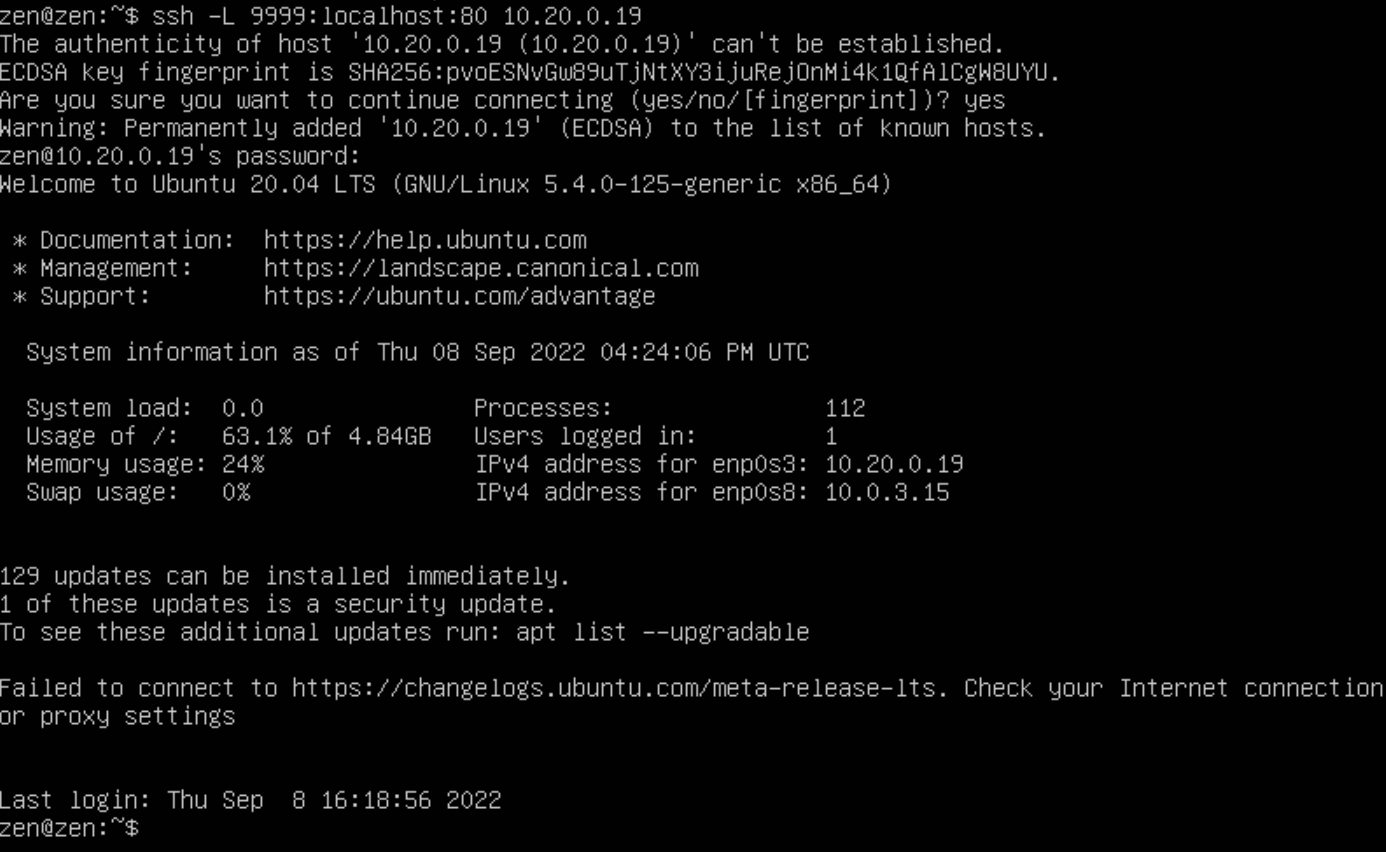 zen@zen:~$ ssh -L 9999:localhost:80 10.20.0.19
The authenticity of host '10.20.0.19 (10.20.0.19)' can't be established.
ECDSA key fingerprint is SHA256:pvoESNvGw89uTjNtXY3ijuRejOnMi4k1QfAlCgW8UYU.
Are you sure you want to continue connecting (yes/no/[fingerprint])? yes
Warning: Permanently added '10.20.0.19' (ECDSA) to the list of known hosts.
zen@10.20.0.19's password:
Welcome to Ubuntu 20.04 LTS (GNU/Linux 5.4.0-125-generic x86_64)
* Documentation:  https://help.ubuntu.com
* Management:     https://landscape.canonical.com
* Support:        https://ubuntu.com/advantage
System information as of Thu 08 Sep 2022 04:24:06 PM UTC
System load:  0.0               Processes:               112
Usage of /:   63.1% of 4.84GB   Users logged in:         1
Memory usage: 24%               IPv4 address for enp0s3: 10.20.0.19
Swap usage:   0%                IPv4 address for enp0s8: 10.0.3.15
129 updates can be installed immediately.
1 of these updates is a security update.
To see these additional updates run: apt list --upgradable
Failed to connect to https://changelogs.ubuntu.com/meta-release-lts. Check your Internet connection
or proxy settings
Last login: Thu Sep  8 16:18:56 2022
zen@zen:~$